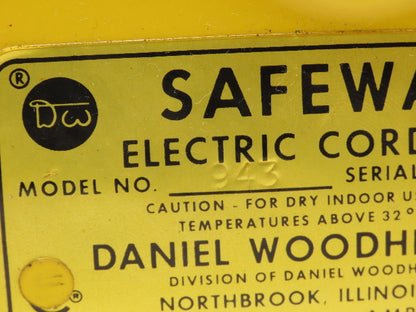 ® DW SAFEWA
ELECTRIC CORD
MODEL NO. 943 SERIAL
CAUTION - FOR DRY INDOOR US
TEMPERATURES ABOVE 32 O
DANIEL WOODH
DIVISION OF DANIEL WOODH
® NORTHBROOK, ILLINOI